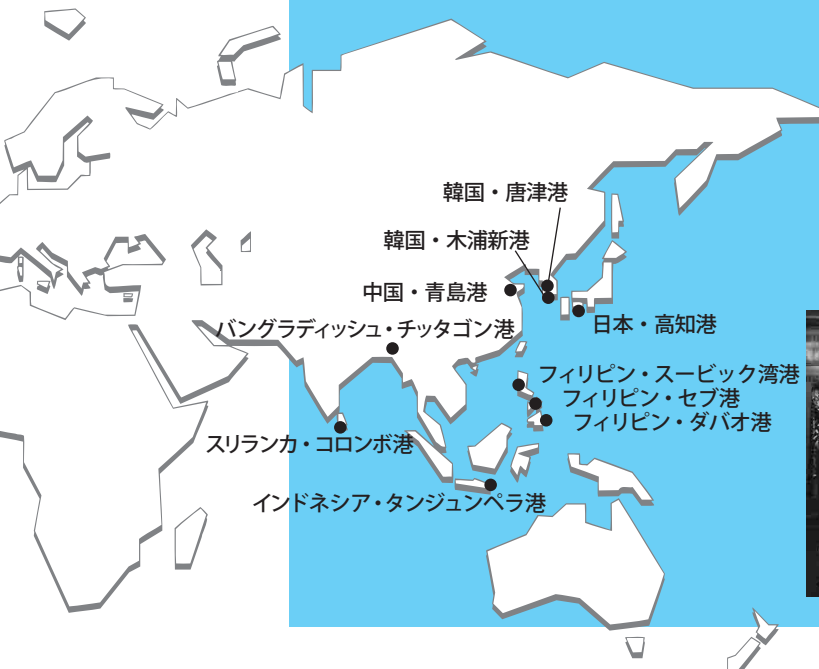 韓国・唐津港
韓国・木浦新港
中国・青島港
日本・高知港
バングラディッシュ・チッタゴン港
フィリピン・スービック湾港
フィリピン・セブ港
フィリピン・ダバオ港
スリランカ・コロンボ港
インドネシア・タンジュンペラ港